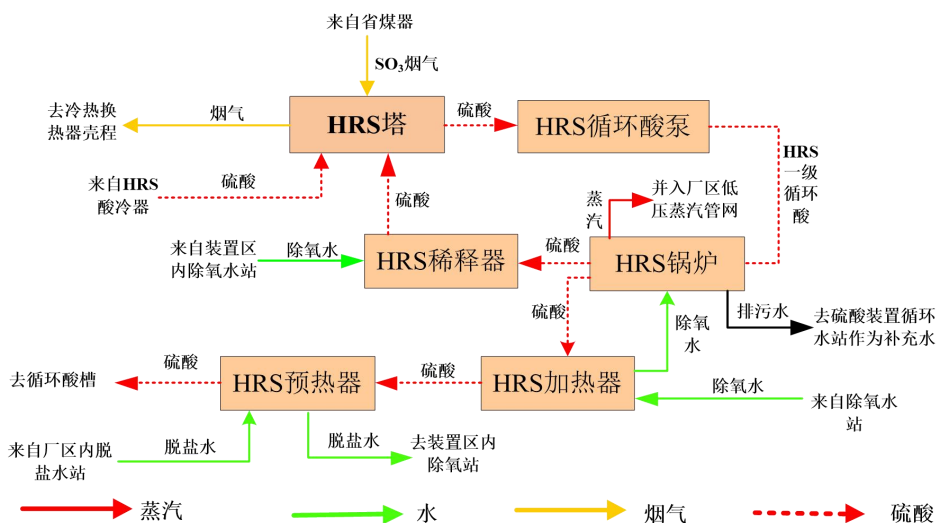 来自省煤器
SO₃烟气
去冷热换
热器壳程
烟气
HRS塔
硫酸
HRS循环酸泵
HRS
一级
循环
酸
来自HRS
酸冷器
硫酸
硫酸
蒸
汽
并入厂区低
压蒸汽管网
来自装置区
内除氧水站
除氧水
HRS稀释器
硫酸
HRS锅炉
硫酸
除氧
水
排污水
去硫酸装置循环
水站作为补充水
去循环酸槽
硫酸
HRS预热器
硫酸
HRS加热器
除氧水
来自除氧水
站
来自厂区内脱
盐水站
脱盐水
脱盐水
去装置区内
除氧站
蒸汽
水
烟气
硫酸